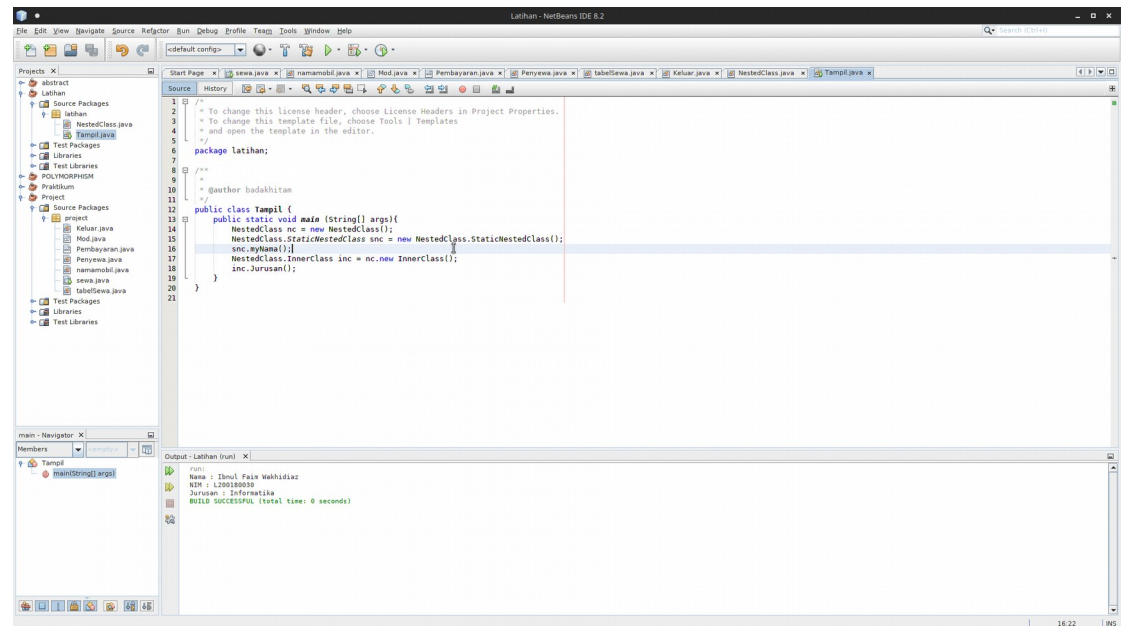 Latihan - NetBeans IDE 8.2
File Edit View Navigate Source Refactor Run Debug Profile Team Tools Window Help
Search (Ctrl+I)
<default config>
Projects
abstract
Latihan
Source Packages
latihan
NestedClass.java
Tampil.java
Test Packages
Libraries
Test Libraries
POLYMORPHISM
Praktikum
Project
Source Packages
project
Keluar.java
Mod.java
Pembayaran.java
Penyewa.java
namamobil.java
sewa.java
tabelSewa.java
Test Packages
Libraries
Test Libraries
Start Page sewa.java namamobil.java Mod.java Pembayaran.java Penyewa.java tabelSewa.java Keluar.java NestedClass.java Tampil.java
Source History
1 /*
2 * To change this license header, choose License Headers in Project Properties.
3 * To change this template file, choose Tools | Templates
4 * and open the template in the editor.
5 */
6 package latihan;
7
8 /**
9 *
10 * @author badakhitam
11 */
12 public class Tampil {
13 public static void main (String[] args){
14 NestedClass nc = new NestedClass();
15 NestedClass.StaticNestedClass snc = new NestedClass.StaticNestedClass();
16 snc.myNama();
17 NestedClass.InnerClass inc = nc.new InnerClass();
18 inc.Jurusan();
19 }
20 }
21
main - Navigator
Members <empty>
Tampil
main(String[] args)
Output - Latihan (run)
run:
Nama : Ibnul Faim Wakhidiaz
NIM : L200180030
Jurusan : Informatika
BUILD SUCCESSFUL (total time: 0 seconds)
16:22 INS